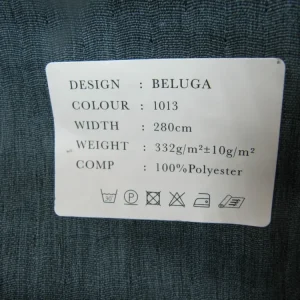 DESIGN : BELUGA
COLOUR : 1013
WIDTH : 280cm
WEIGHT : 332g/m²±10g/m²
COMP : 100%Polyester